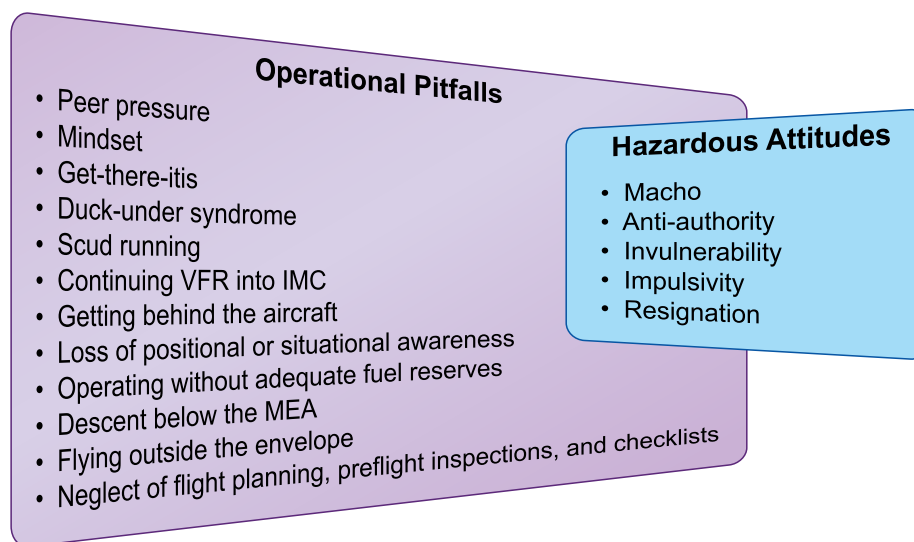 Operational Pitfalls
• Peer pressure
• Mindset
• Get-there-itis
• Duck-under syndrome
• Scud running
• Continuing VFR into IMC
• Getting behind the aircraft
• Loss of positional or situational awareness
• Operating without adequate fuel reserves
• Descent below the MEA
• Flying outside the envelope
• Neglect of flight planning, preflight inspections, and checklists
Hazardous Attitudes
• Macho
• Anti-authority
• Invulnerability
• Impulsivity
• Resignation